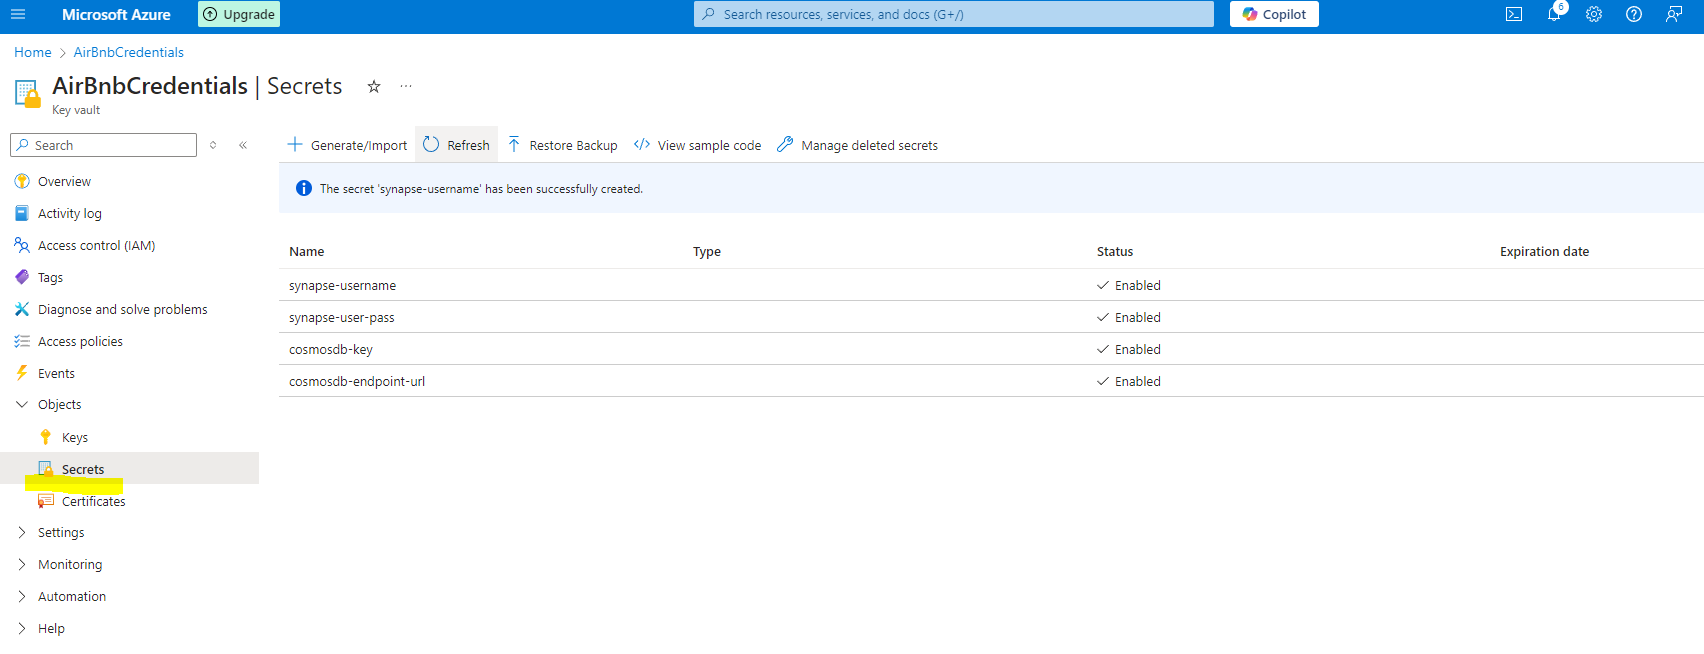 Microsoft Azure Upgrade Search resources, services, and docs (G+/) Copilot 6
Home > AirBnbCredentials
AirBnbCredentials | Secrets ...
Key vault
Search
Generate/Import Refresh Restore Backup View sample code Manage deleted secrets
The secret 'synapse-username' has been successfully created.
Overview
Activity log
Access control (IAM)
Tags
Diagnose and solve problems
Access policies
Events
Objects
Keys
Secrets
Certificates
Settings
Monitoring
Automation
Help
Name Type Status Expiration date
synapse-username Enabled
synapse-user-pass Enabled
cosmosdb-key Enabled
cosmosdb-endpoint-url Enabled